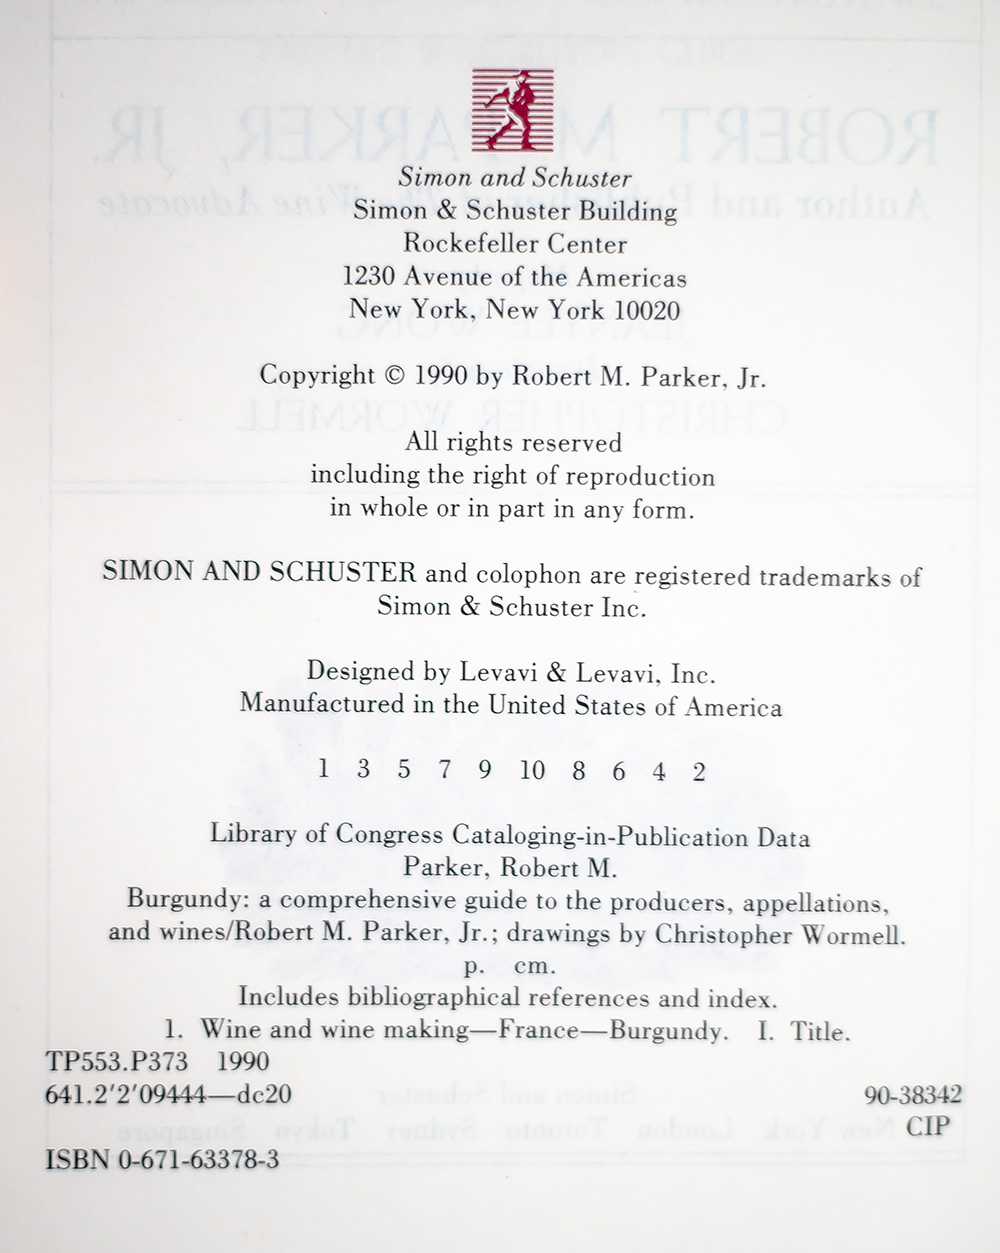 Simon and Schuster
Simon & Schuster Building
Rockefeller Center
1230 Avenue of the Americas
New York, New York 10020
Copyright © 1990 by Robert M. Parker, Jr.
All rights reserved
including the right of reproduction
in whole or in part in any form.
SIMON AND SCHUSTER and colophon are registered trademarks of
Simon & Schuster Inc.
Designed by Levavi & Levavi, Inc.
Manufactured in the United States of America
1 3 5 7 9 10 8 6 4 2
Library of Congress Cataloging-in-Publication Data
Parker, Robert M.
Burgundy: a comprehensive guide to the producers, appellations,
and wines/Robert M. Parker, Jr.; drawings by Christopher Wormell.
p. cm.
Includes bibliographical references and index.
1. Wine and wine making—France—Burgundy. I. Title.
TP553.P373 1990
641.2'2'09444—dc20 90-38342
CIP
ISBN 0-671-63378-3